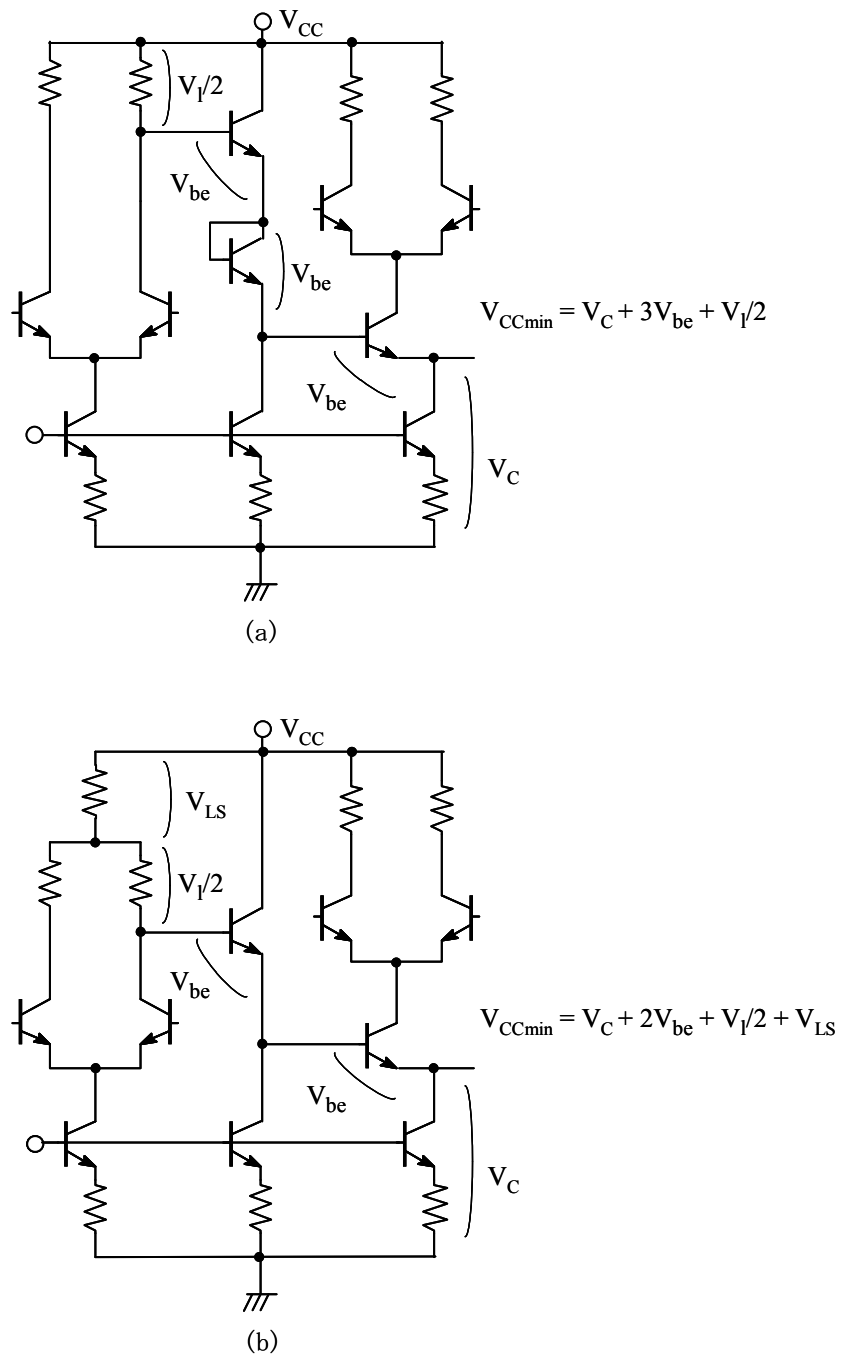 V_CC
V_l/2
V_be
V_be
V_CCmin = V_C + 3V_be + V_l/2
V_be
V_C
(a)
V_CC
V_LS
V_l/2
V_be
V_CCmin = V_C + 2V_be + V_l/2 + V_LS
V_be
V_C
(b)